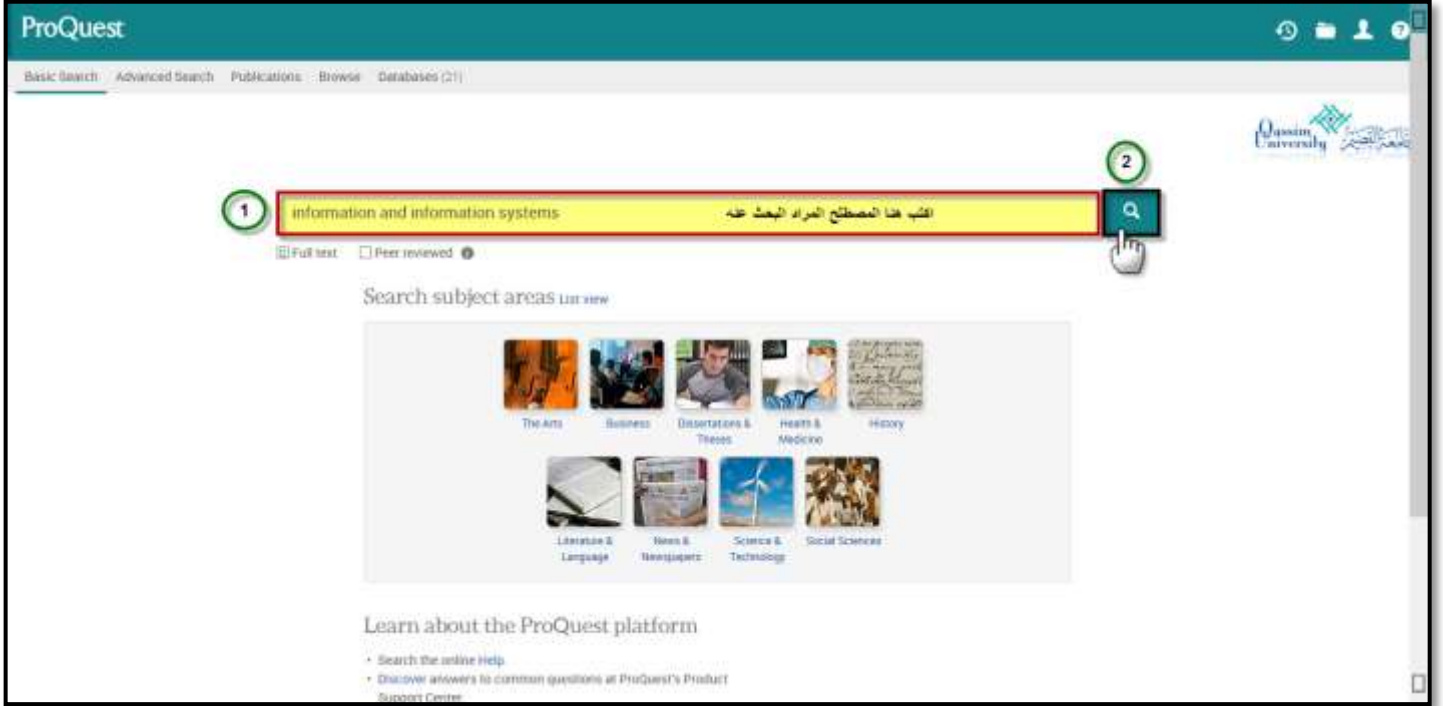 ProQuest
Basic Search Advanced Search Publications Browse Databases (21)
Qassim
University
2
1
information and information systems اكتب هنا المصطلح المراد البحث عنه
Full text Peer reviewed
Search subject areas List view
The Arts Business Dissertations & Theses Health & Medicine History
Literature & Language News & Newspapers Science & Technology Social Sciences
Learn about the ProQuest platform
• Search the online Help.
• Discover answers to common questions at ProQuest's Product
Support Center.